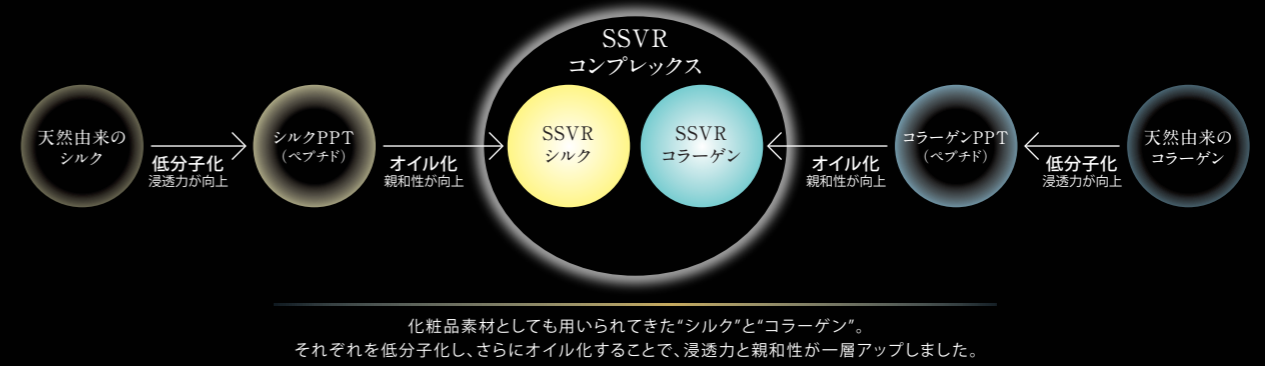 SSVR
コンプレックス
天然由来の
シルク
低分子化
浸透力が向上
シルクPPT
(ペプチド)
オイル化
親和性が向上
SSVR
シルク
SSVR
コラーゲン
オイル化
親和性が向上
コラーゲンPPT
(ペプチド)
低分子化
浸透力が向上
天然由来の
コラーゲン
化粧品素材としても用いられてきた“シルク”と“コラーゲン”。
それぞれを低分子化し、さらにオイル化することで、浸透力と親和性が一層アップしました。